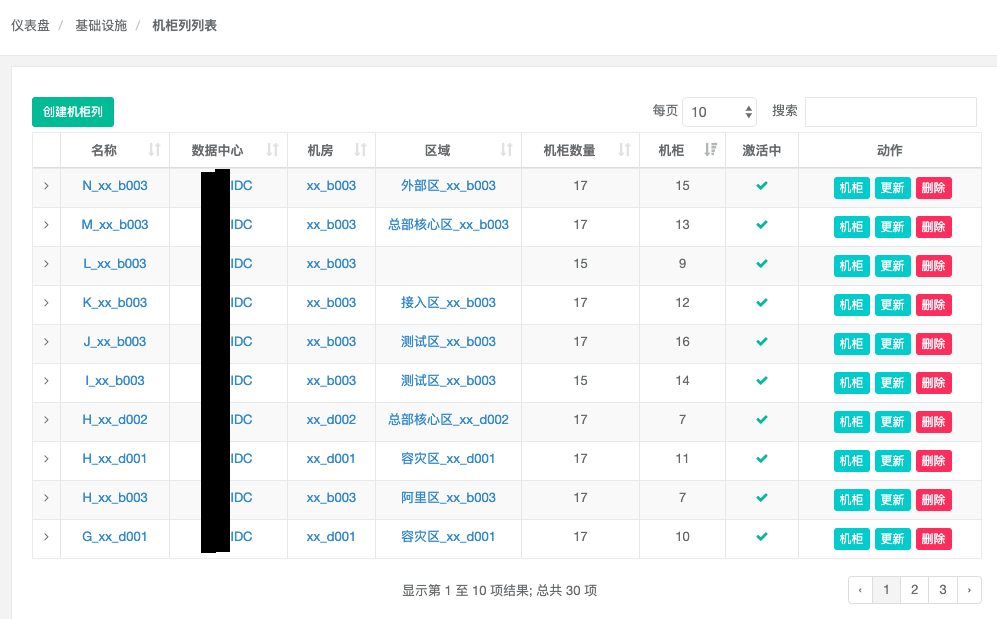 仪表盘 / 基础设施 / 机柜列列表
创建机柜列 每页 10 搜索
名称 数据中心 机房 区域 机柜数量 机柜 激活中 动作
N_xx_b003 IDC xx_b003 外部区_xx_b003 17 15 机柜 更新 删除
M_xx_b003 IDC xx_b003 总部核心区_xx_b003 17 13 机柜 更新 删除
L_xx_b003 IDC xx_b003 15 9 机柜 更新 删除
K_xx_b003 IDC xx_b003 接入区_xx_b003 17 12 机柜 更新 删除
J_xx_b003 IDC xx_b003 测试区_xx_b003 17 16 机柜 更新 删除
I_xx_b003 IDC xx_b003 测试区_xx_b003 15 14 机柜 更新 删除
H_xx_d002 IDC xx_d002 总部核心区_xx_d002 17 7 机柜 更新 删除
H_xx_d001 IDC xx_d001 容灾区_xx_d001 17 11 机柜 更新 删除
H_xx_b003 IDC xx_b003 阿里区_xx_b003 17 7 机柜 更新 删除
G_xx_d001 IDC xx_d001 容灾区_xx_d001 17 10 机柜 更新 删除
显示第 1 至 10 项结果; 总共 30 项 ‹ 1 2 3 ›